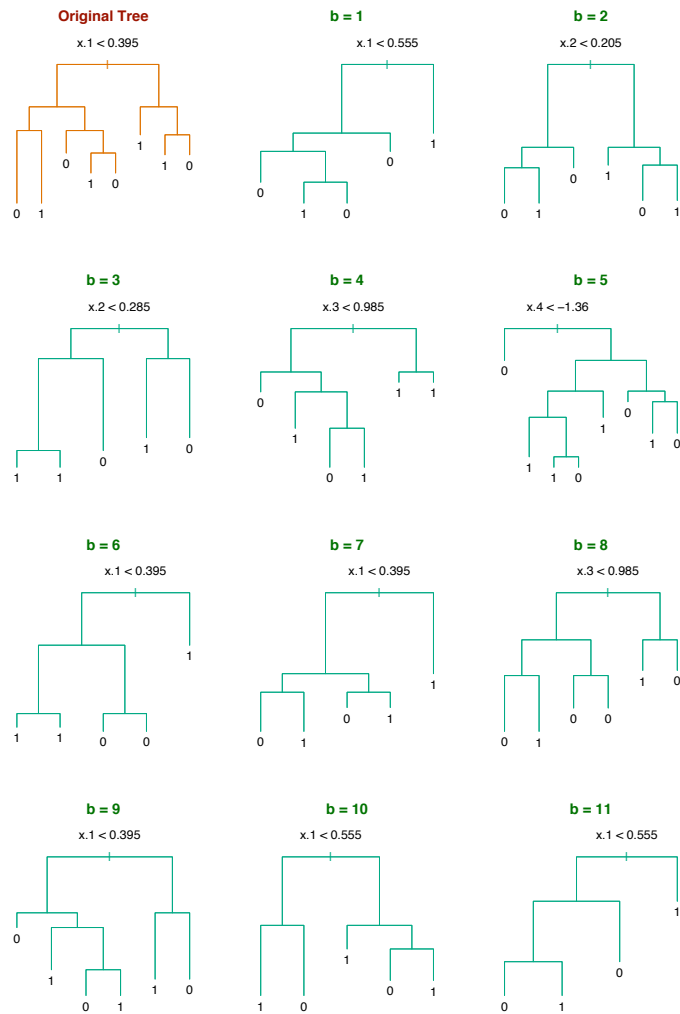 Original Tree
b = 1
b = 2
x.1 < 0.395
x.1 < 0.555
x.2 < 0.205
0 1 0 1 0 1 1 0
0 1 0 0 1
0 1 0 1 0 1
b = 3
b = 4
b = 5
x.2 < 0.285
x.3 < 0.985
x.4 < −1.36
1 1 0 1 0
0 1 0 1 1 1
0 1 1 0 1 0 1 0
b = 6
b = 7
b = 8
x.1 < 0.395
x.1 < 0.395
x.3 < 0.985
1 1 0 0 1
0 1 0 1 1
0 1 0 0 1 0
b = 9
b = 10
b = 11
x.1 < 0.395
x.1 < 0.555
x.1 < 0.555
0 1 0 1 1 0
1 0 1 0 1
0 1 0 1